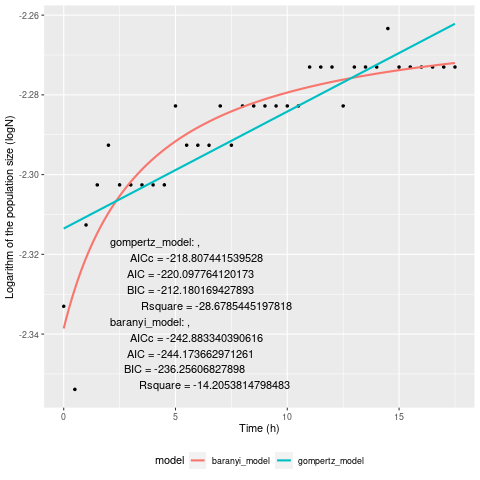 -2.26
-2.28
-2.30
-2.32
-2.34
Logarithm of the population size (logN)
gompertz_model: ,
AICc = -218.807441539528
AIC = -220.097764120173
BIC = -212.180169427893
Rsquare = -28.6785445197818
baranyi_model: ,
AICc = -242.883340390616
AIC = -244.173662971261
BIC = -236.25606827898
Rsquare = -14.2053814798483
0 5 10 15
Time (h)
model baranyi_model gompertz_model